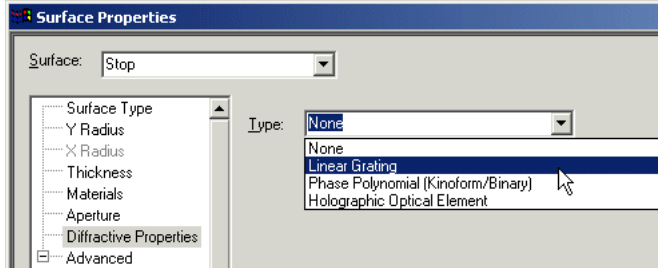 Surface Properties
Surface: Stop
Surface Type
Y Radius
X Radius
Thickness
Materials
Aperture
Diffractive Properties
Advanced
Type: None
None
Linear Grating
Phase Polynomial (Kinoform/Binary)
Holographic Optical Element